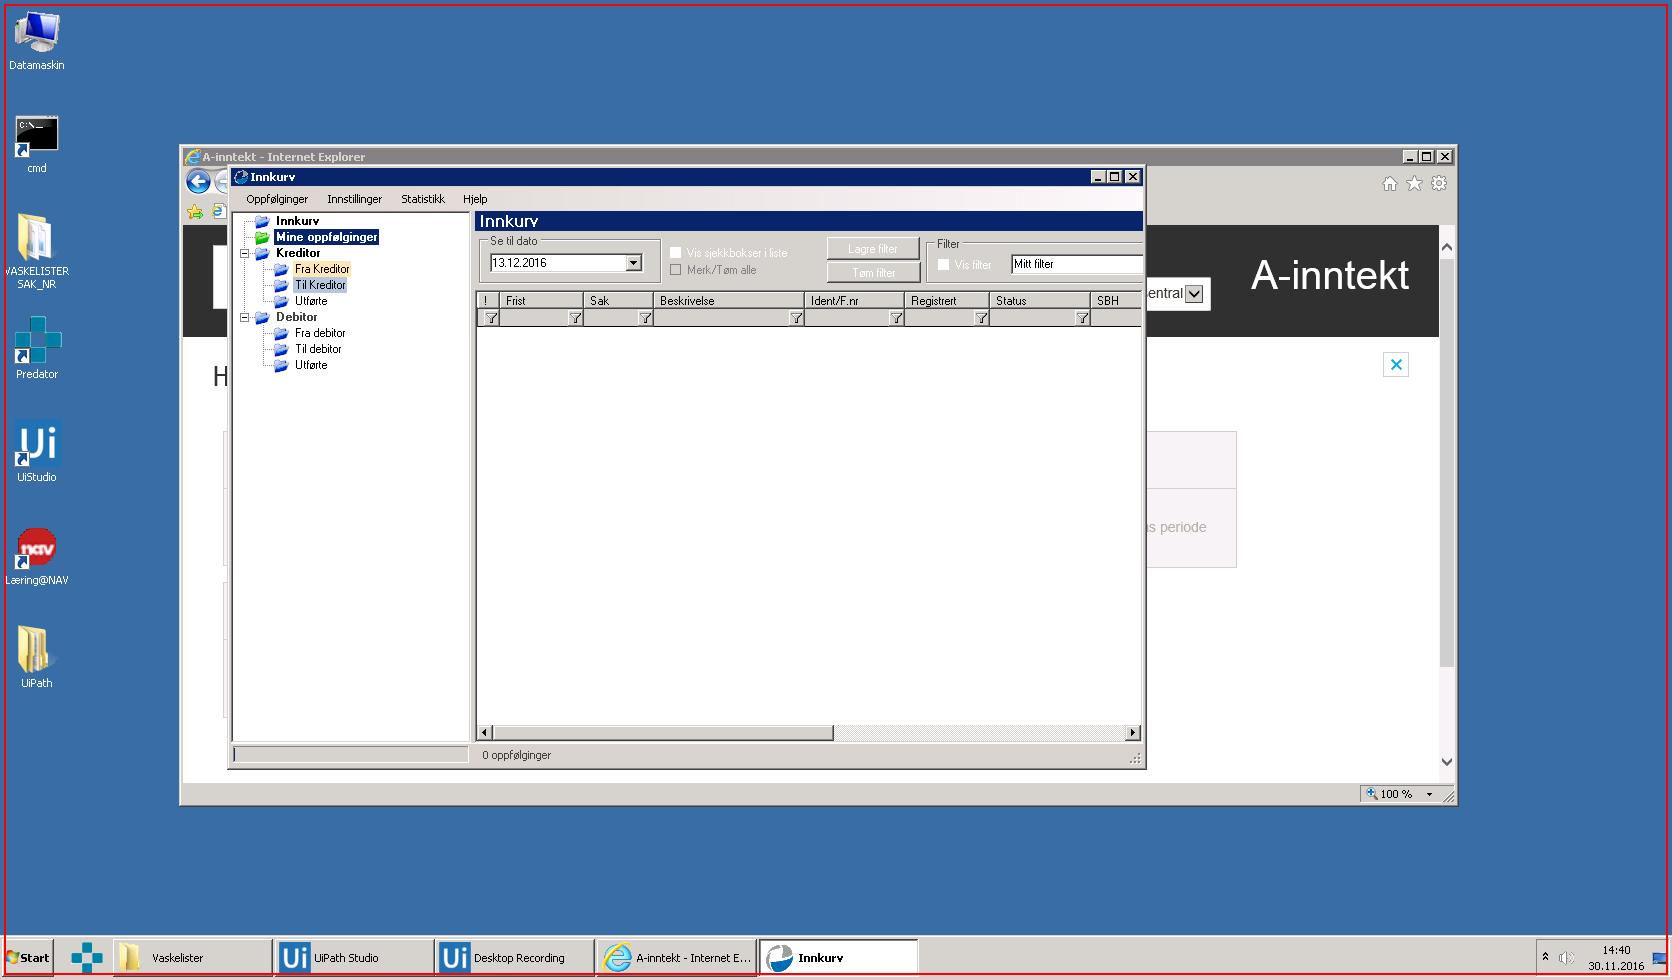 Datamaskin
cmd
VASKELISTER
SAK_NR
Predator
UiStudio
Læring@NAV
UiPath
A-inntekt - Internet Explorer
Innkurv
Oppfølginger Innstillinger Statistikk Hjelp
Innkurv
Mine oppfølginger
Kreditor
Fra Kreditor
Til Kreditor
Utførte
Debitor
Fra debitor
Til debitor
Utførte
Innkurv
Se til dato
13.12.2016
Vis sjekkbokser i liste
Merk/Tøm alle
Lagre filter
Tøm filter
Filter
Vis filter
Mitt filter
! Frist Sak Beskrivelse Ident/F.nr Registrert Status SBH
0 oppfølginger
entral
A-inntekt
H
s periode
100 %
Start
Vaskelister
UiPath Studio
Desktop Recording
A-inntekt - Internet E...
Innkurv
14:40
30.11.2016